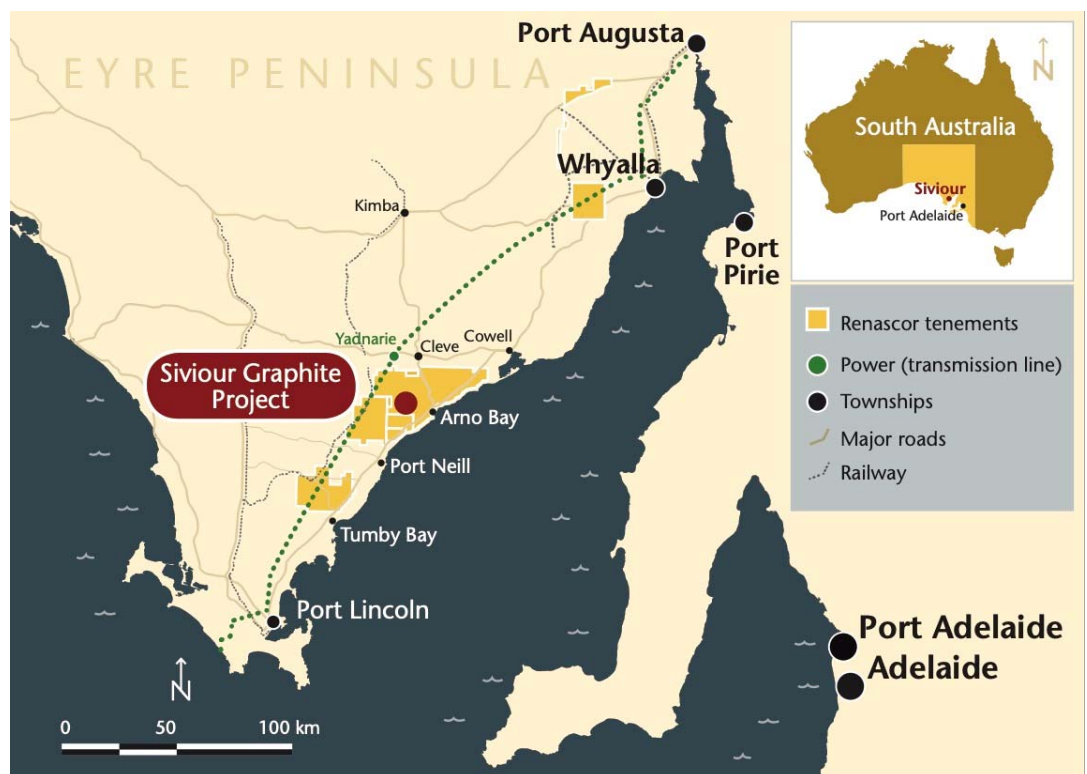 Port Augusta
EYRE PENINSULA
Whyalla
Kimba
Port
Pirie
Yadnarie
Cleve
Cowell
Siviour Graphite
Project
Arno Bay
Port Neill
Tumby Bay
Port Lincoln
Port Adelaide
Adelaide
N
0 50 100 km
N
South Australia
Siviour
Port Adelaide
Renascor tenements
Power (transmission line)
Townships
Major roads
Railway